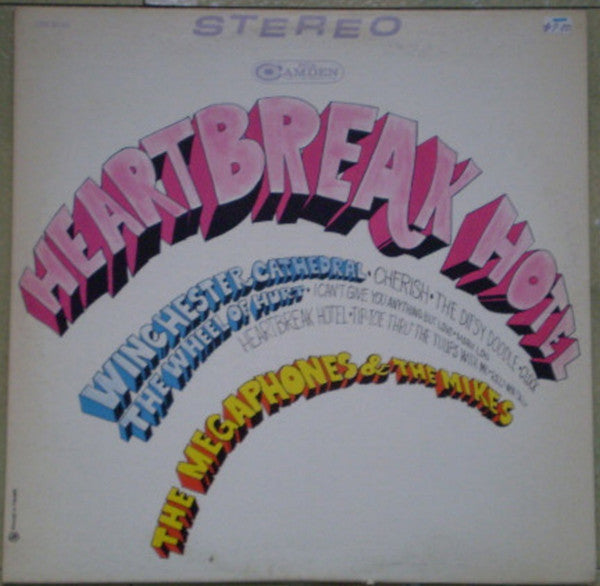 STEREO
CAMDEN
HEARTBREAK HOTEL
WINCHESTER CATHEDRAL • CHERISH • THE DIPSY DOODLE •
THE WHEEL OF HURT • I CAN'T GIVE YOU ANYTHING BUT LOVE •
HEARTBREAK HOTEL • TIP-TOE THRU THE TULIPS WITH ME •
THE MEGAPHONES & THE MIKES